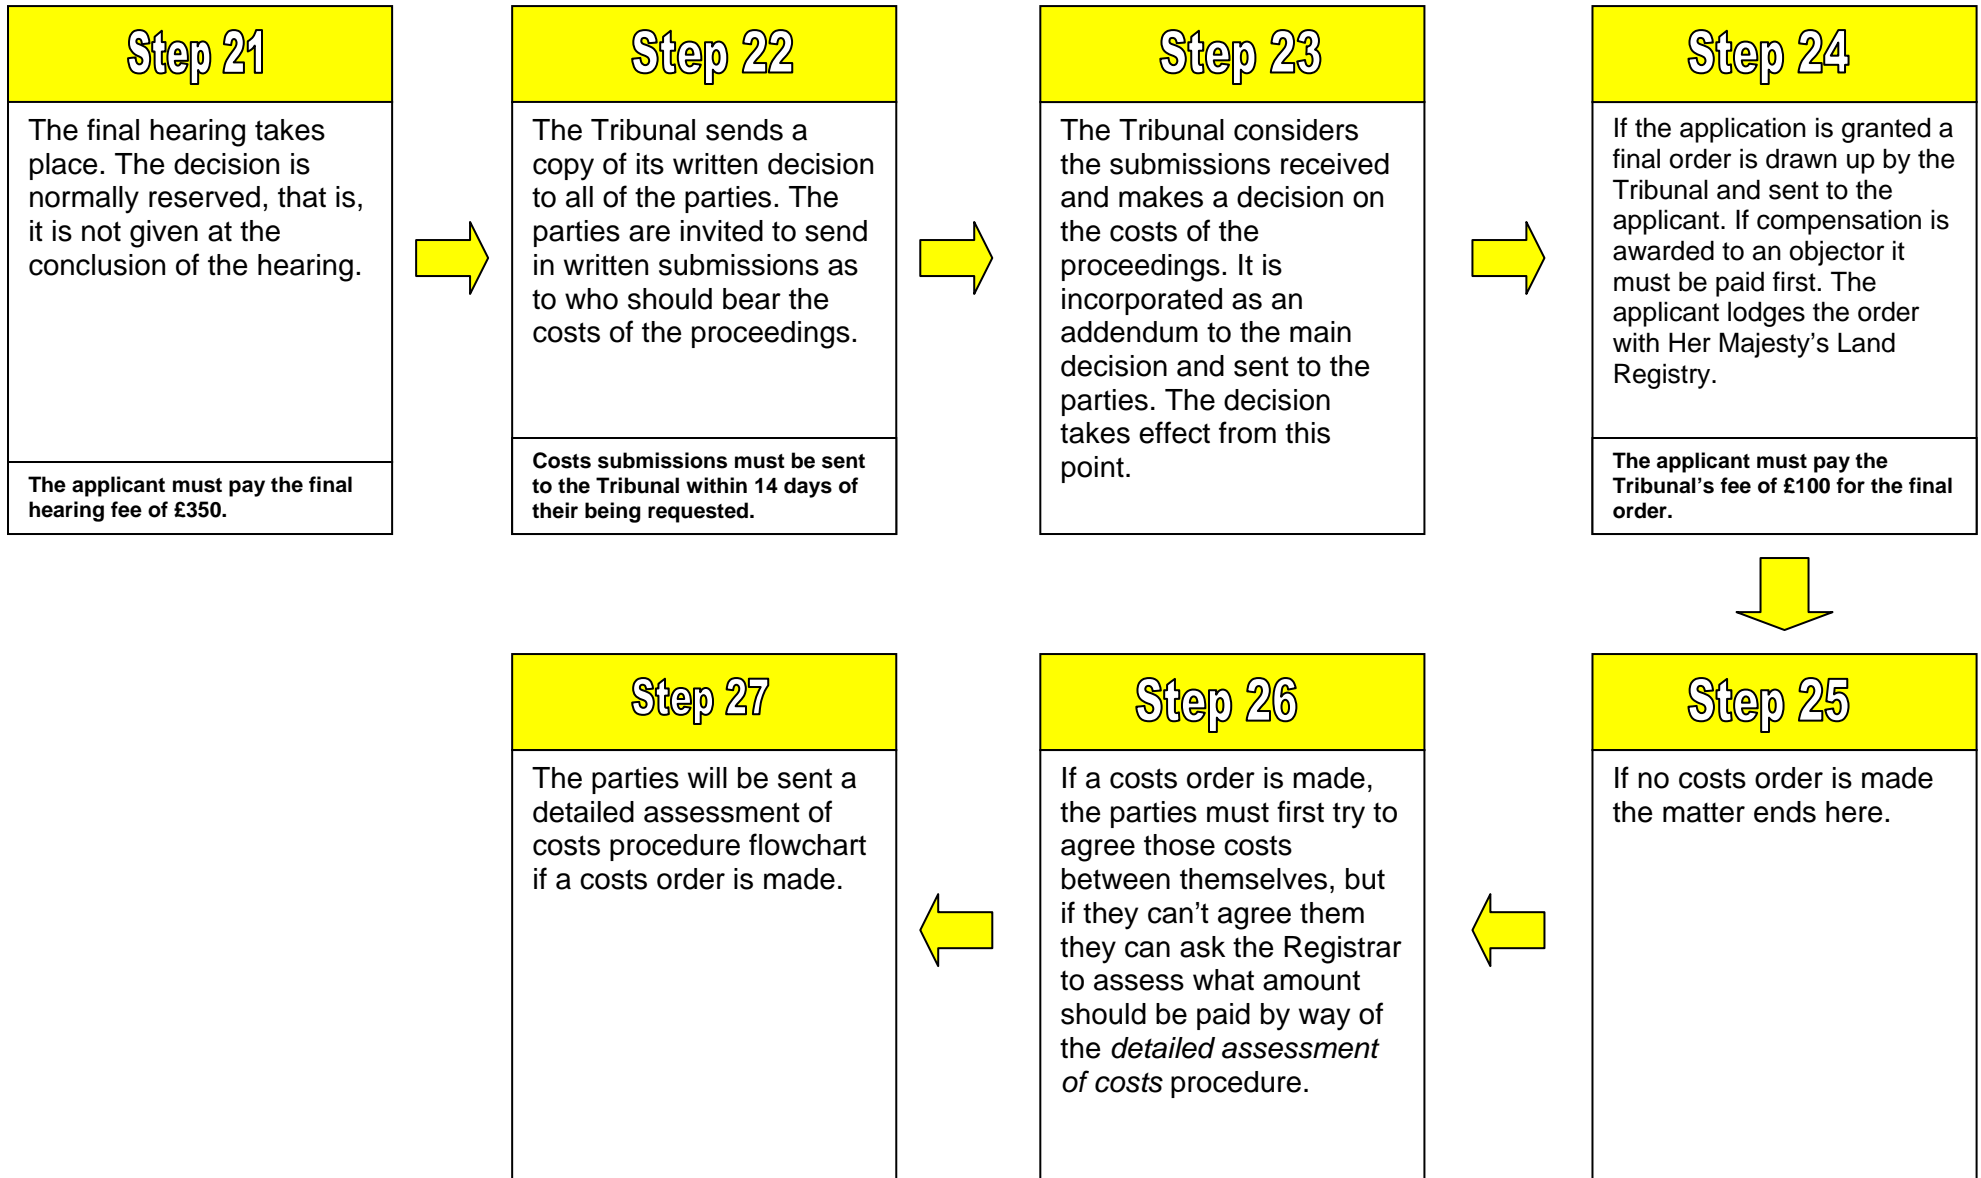 Step 21
The final hearing takes
place. The decision is
normally reserved, that is,
it is not given at the
conclusion of the hearing.
The applicant must pay the final
hearing fee of £350.
Step 22
The Tribunal sends a
copy of its written decision
to all of the parties. The
parties are invited to send
in written submissions as
to who should bear the
costs of the proceedings.
Costs submissions must be sent
to the Tribunal within 14 days of
their being requested.
Step 23
The Tribunal considers
the submissions received
and makes a decision on
the costs of the
proceedings. It is
incorporated as an
addendum to the main
decision and sent to the
parties. The decision
takes effect from this
point.
Step 24
If the application is granted a
final order is drawn up by the
Tribunal and sent to the
applicant. If compensation is
awarded to an objector it
must be paid first. The
applicant lodges the order
with Her Majesty’s Land
Registry.
The applicant must pay the
Tribunal’s fee of £100 for the final
order.
Step 25
If no costs order is made
the matter ends here.
Step 26
If a costs order is made,
the parties must first try to
agree those costs
between themselves, but
if they can’t agree them
they can ask the Registrar
to assess what amount
should be paid by way of
the detailed assessment
of costs procedure.
Step 27
The parties will be sent a
detailed assessment of
costs procedure flowchart
if a costs order is made.